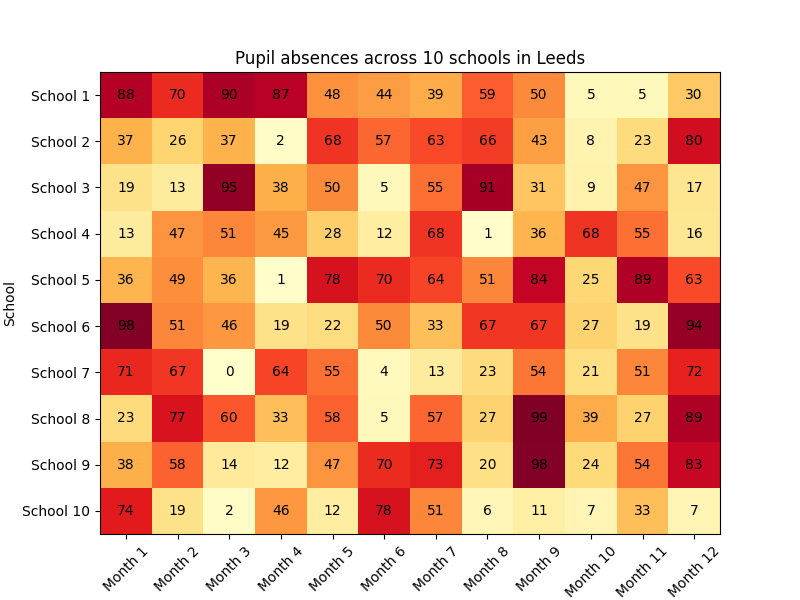 Pupil absences across 10 schools in Leeds
School
School 1 88 70 90 87 48 44 39 59 50 5 5 30
School 2 37 26 37 2 68 57 63 66 43 8 23 80
School 3 19 13 95 38 50 5 55 91 31 9 47 17
School 4 13 47 51 45 28 12 68 1 36 68 55 16
School 5 36 49 36 1 78 70 64 51 84 25 89 63
School 6 98 51 46 19 22 50 33 67 67 27 19 94
School 7 71 67 0 64 55 4 13 23 54 21 51 72
School 8 23 77 60 33 58 5 57 27 99 39 27 89
School 9 38 58 14 12 47 70 73 20 98 24 54 83
School 10 74 19 2 46 12 78 51 6 11 7 33 7
Month 1 Month 2 Month 3 Month 4 Month 5 Month 6 Month 7 Month 8 Month 9 Month 10 Month 11 Month 12